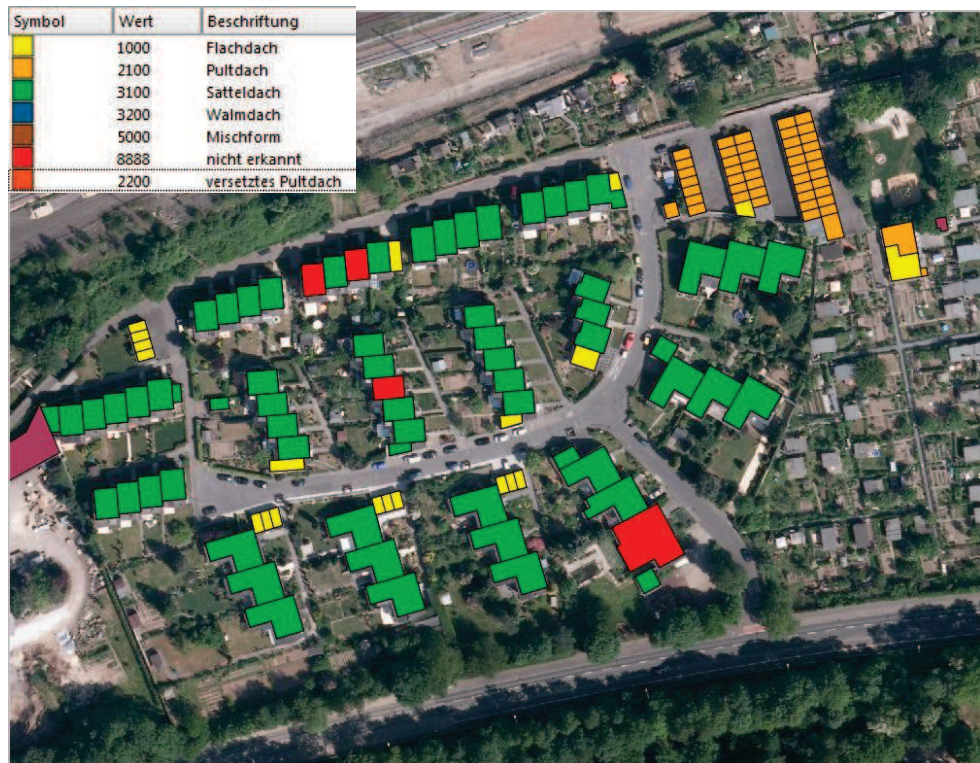 Symbol Wert Beschriftung
1000 Flachdach
2100 Pultdach
3100 Satteldach
3200 Walmdach
5000 Mischform
8888 nicht erkannt
2200 versetztes Pultdach